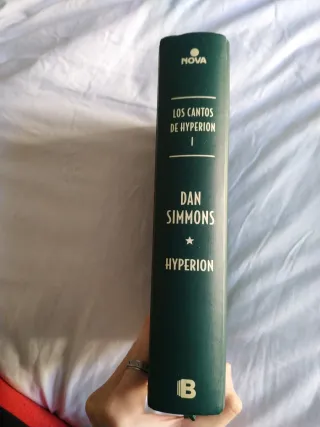 NOVA
LOS CANTOS
DE HYPERION
I
DAN
SIMMONS
HYPERION
B